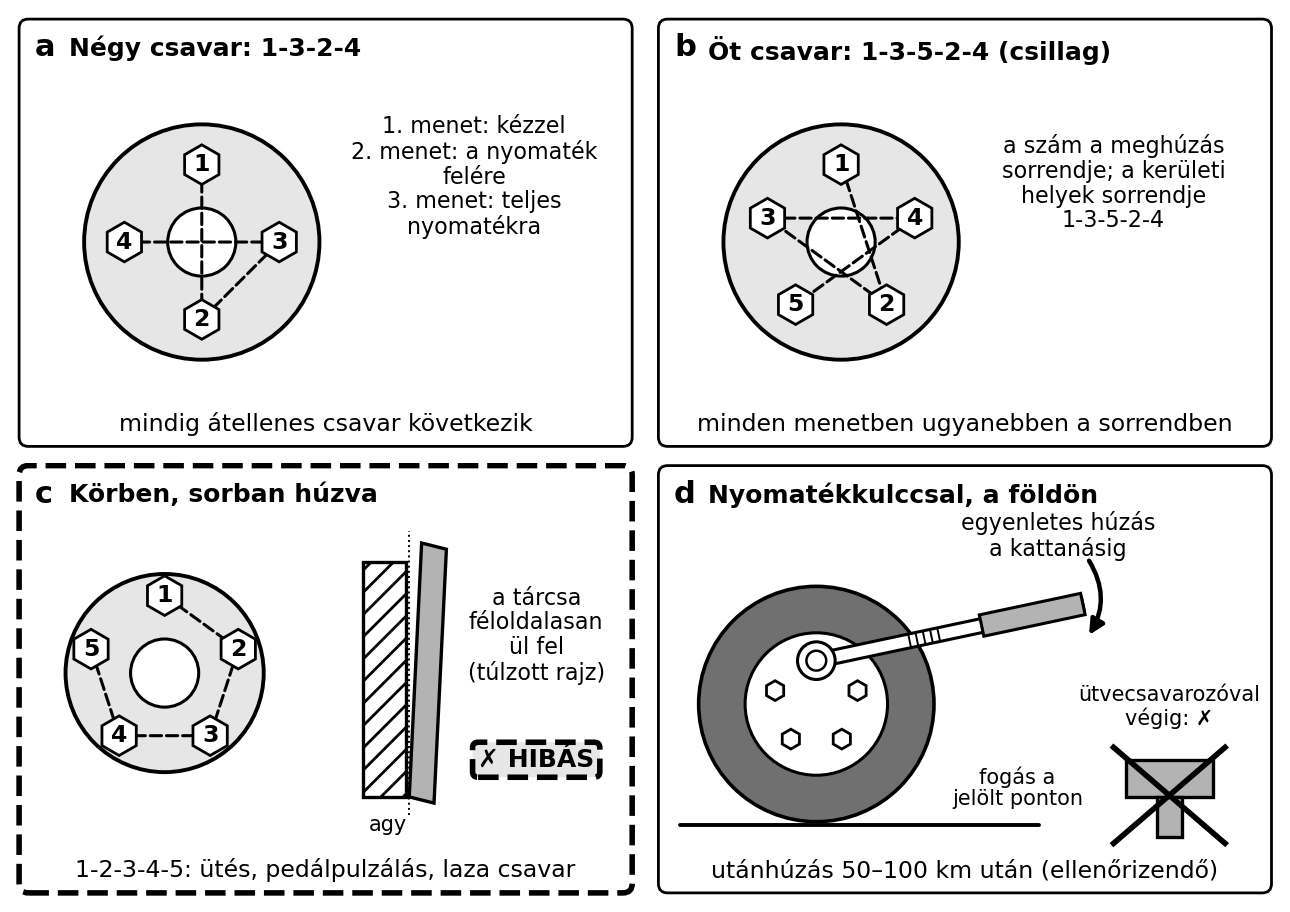 a Négy csavar: 1-3-2-4
1. menet: kézzel
2. menet: a nyomaték
felére
3. menet: teljes
nyomatékra
1
4
3
2
mindig átellenes csavar következik
b Öt csavar: 1-3-5-2-4 (csillag)
a szám a meghúzás
sorrendje; a kerületi
helyek sorrendje
1-3-5-2-4
1
3
4
5
2
minden menetben ugyanebben a sorrendben
c Körben, sorban húzva
1
5
2
4
3
a tárcsa
féloldalasan
ül fel
(túlzott rajz)
✗ HIBÁS
agy
1-2-3-4-5: ütés, pedálpulzálás, laza csavar
d Nyomatékkulccsal, a földön
egyenletes húzás
a kattanásig
ütvecsavarozóval
végig: ✗
fogás a
jelölt ponton
utánhúzás 50–100 km után (ellenőrizendő)